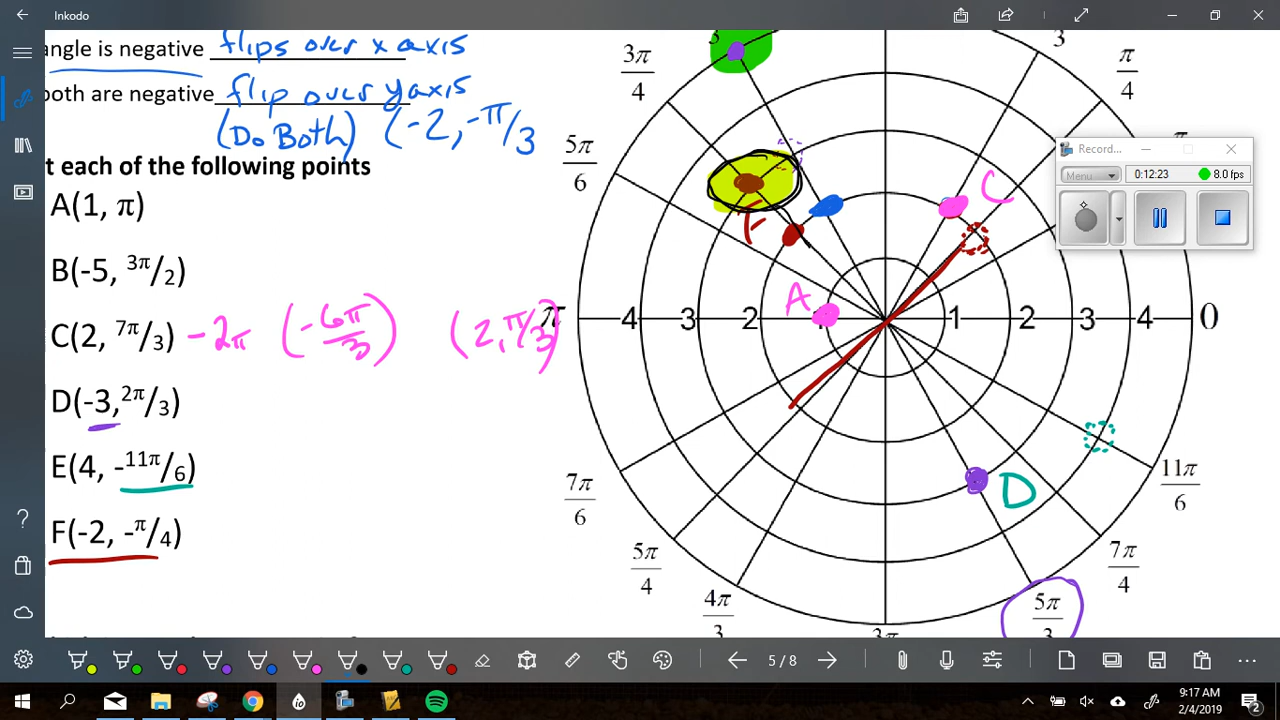 Inkodo
angle is negative flips over x axis
both are negative flip over y axis
(Do Both) (-2, -π/3
t each of the following points
A(1, π)
B(-5, 3π/2)
C(2, 7π/3) -2π (-6π/3) (2, π/3)
D(-3, 2π/3)
E(4, -11π/6)
F(-2, -π/4)
3
3
3π/4
π/4
5π/6
π
C
F
A
π 4 3 2 1 1 2 3 4 0
D
7π/6
11π/6
5π/4
7π/4
4π/3
5π/3
3π
Record...
Menu
0:12:23
8.0 fps
5 / 8
9:17 AM
2/4/2019
2